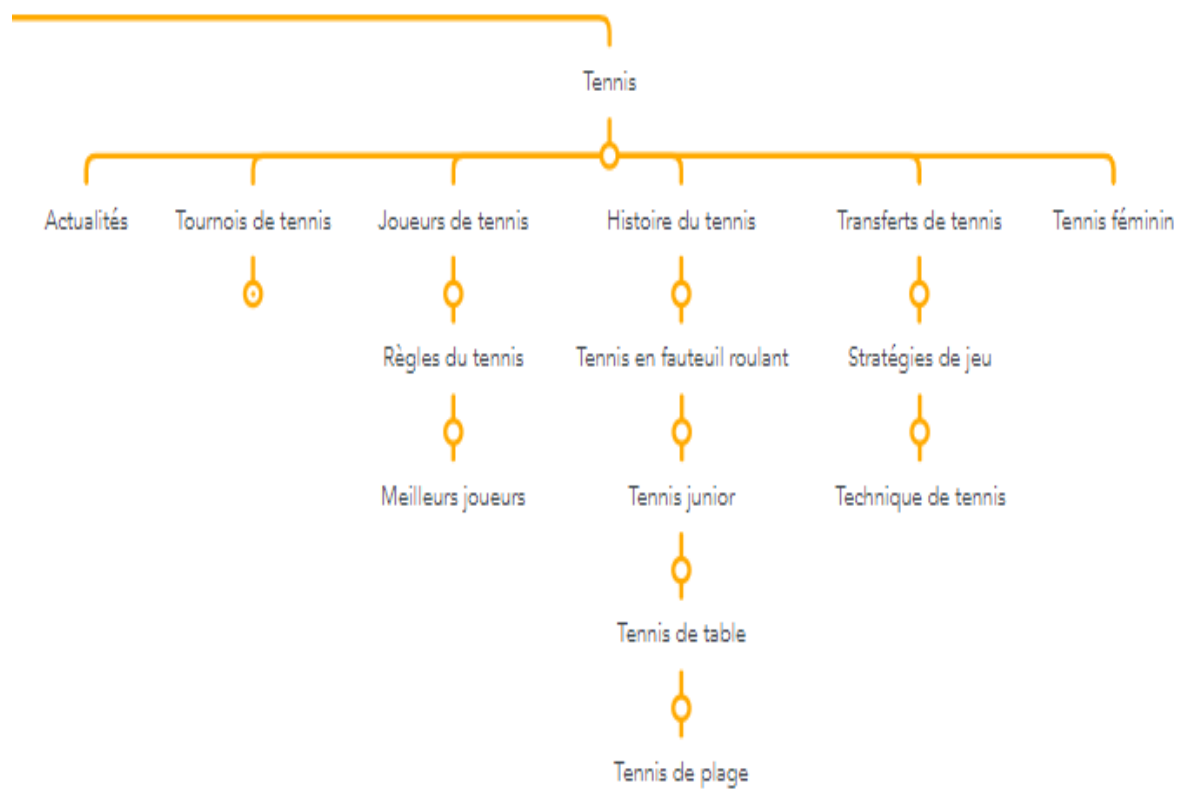 Tennis
Actualités
Tournois de tennis
Joueurs de tennis
Histoire du tennis
Transferts de tennis
Tennis féminin
Règles du tennis
Tennis en fauteuil roulant
Stratégies de jeu
Meilleurs joueurs
Tennis junior
Technique de tennis
Tennis de table
Tennis de plage